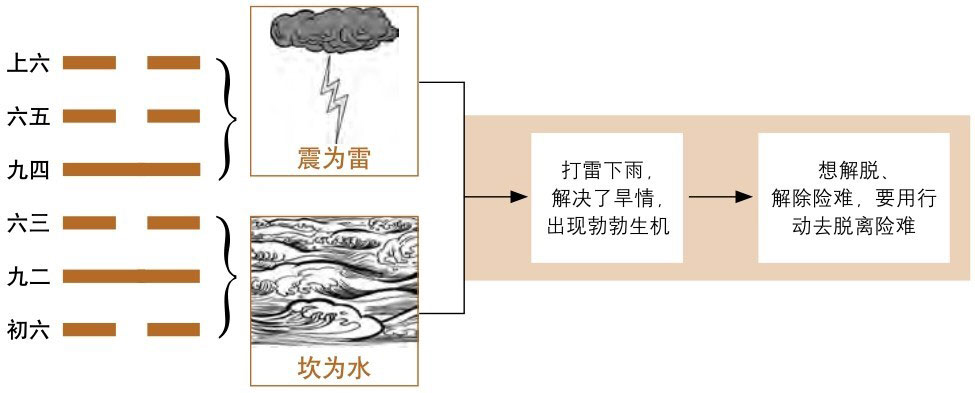 上六
六五
九四
六三
九二
初六
震为雷
坎为水
打雷下雨，
解决了旱情，
出现勃勃生机
想解脱、
解除险难，要用行
动去脱离险难